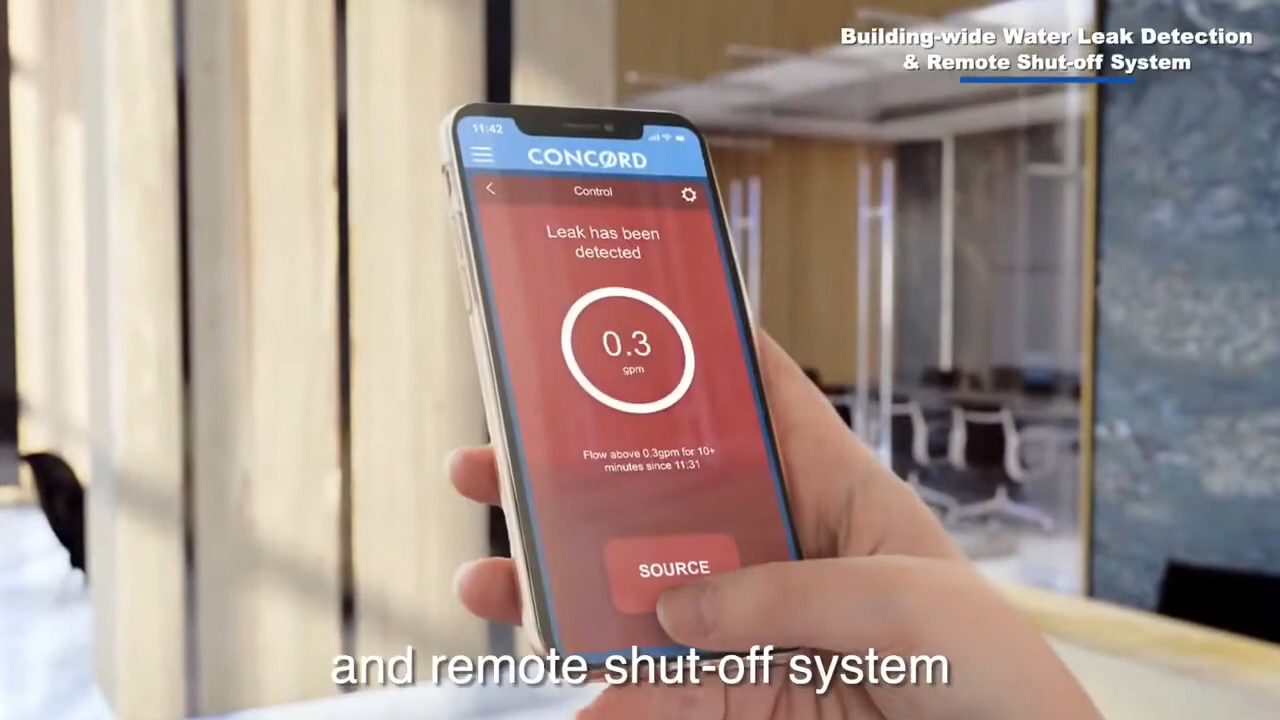 Building-wide Water Leak Detection
& Remote Shut-off System
11:42
CONCØRD
Control
Leak has been
detected
0.3
gpm
Flow above 0.3gpm for 10+
minutes since 11:31
SOURCE
and remote shut-off system